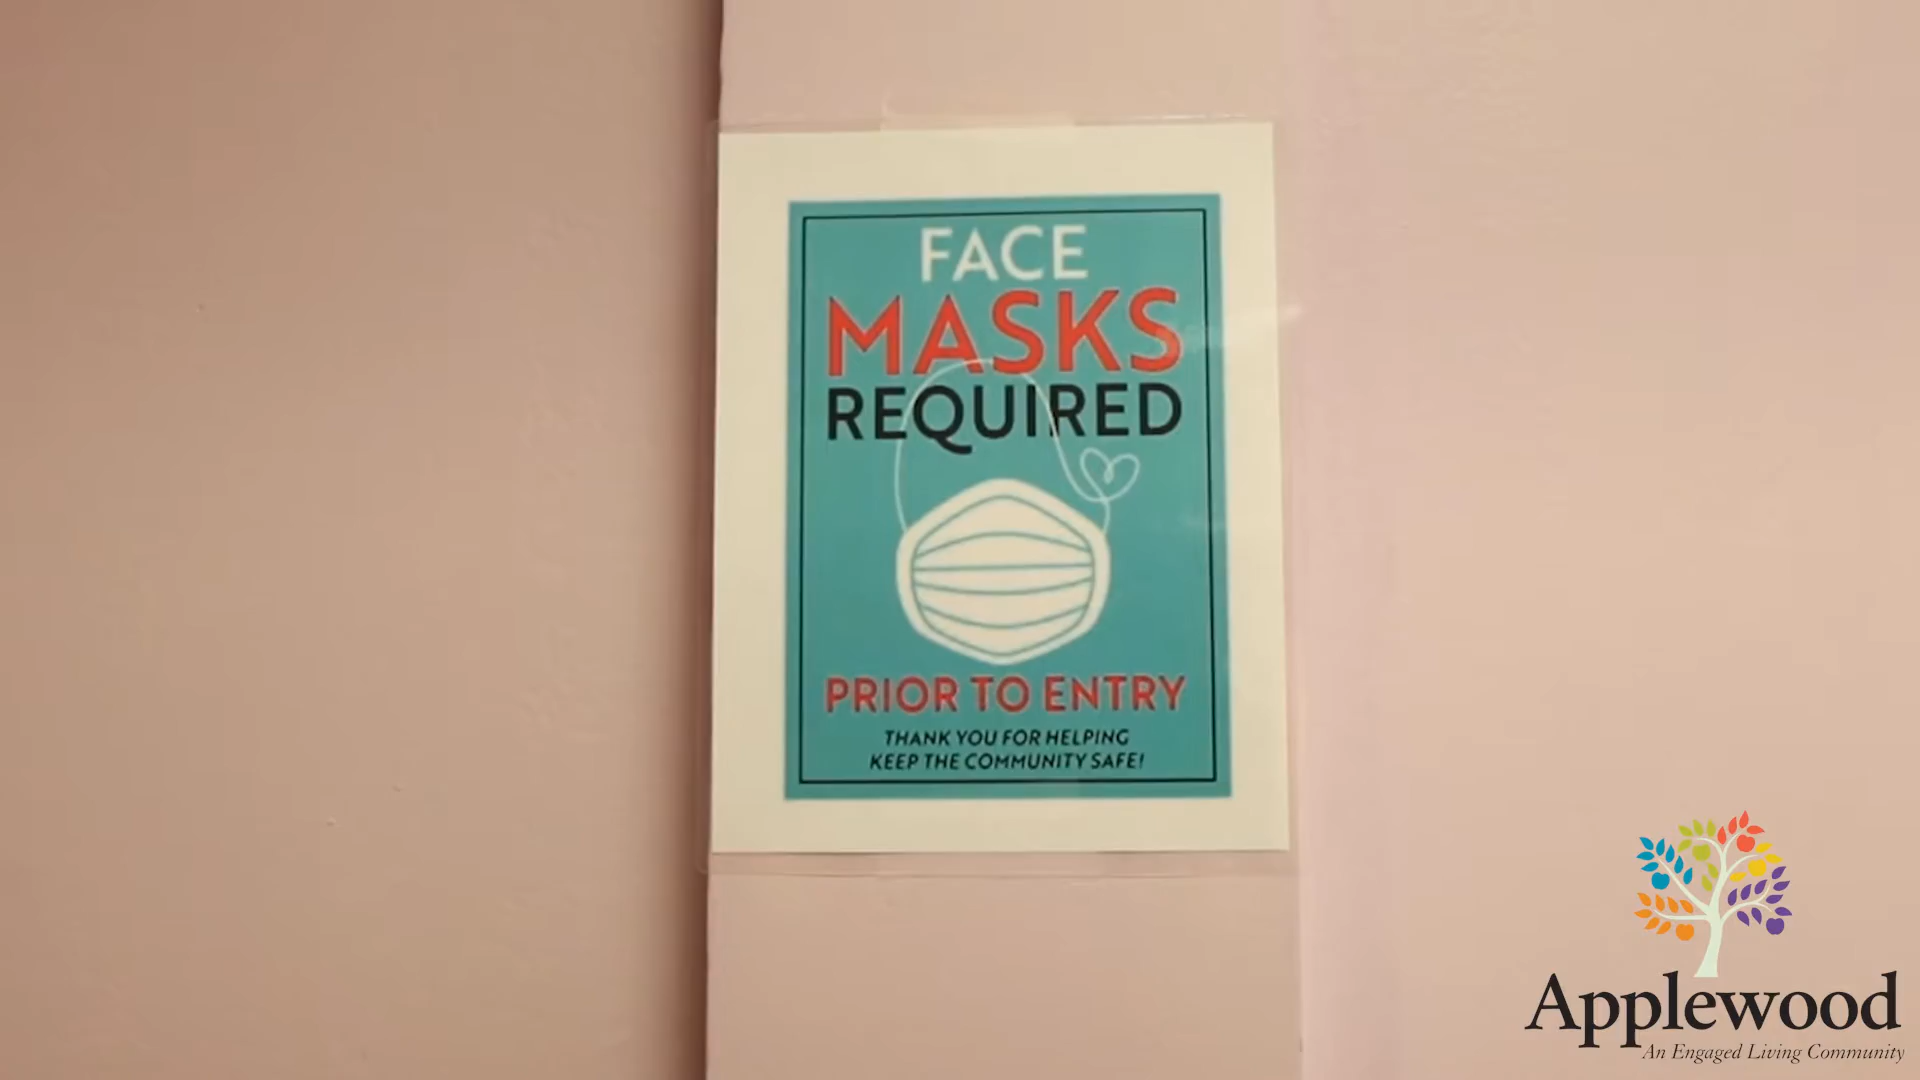 FACE
MASKS
REQUIRED
PRIOR TO ENTRY
THANK YOU FOR HELPING
KEEP THE COMMUNITY SAFE!
Applewood
An Engaged Living Community